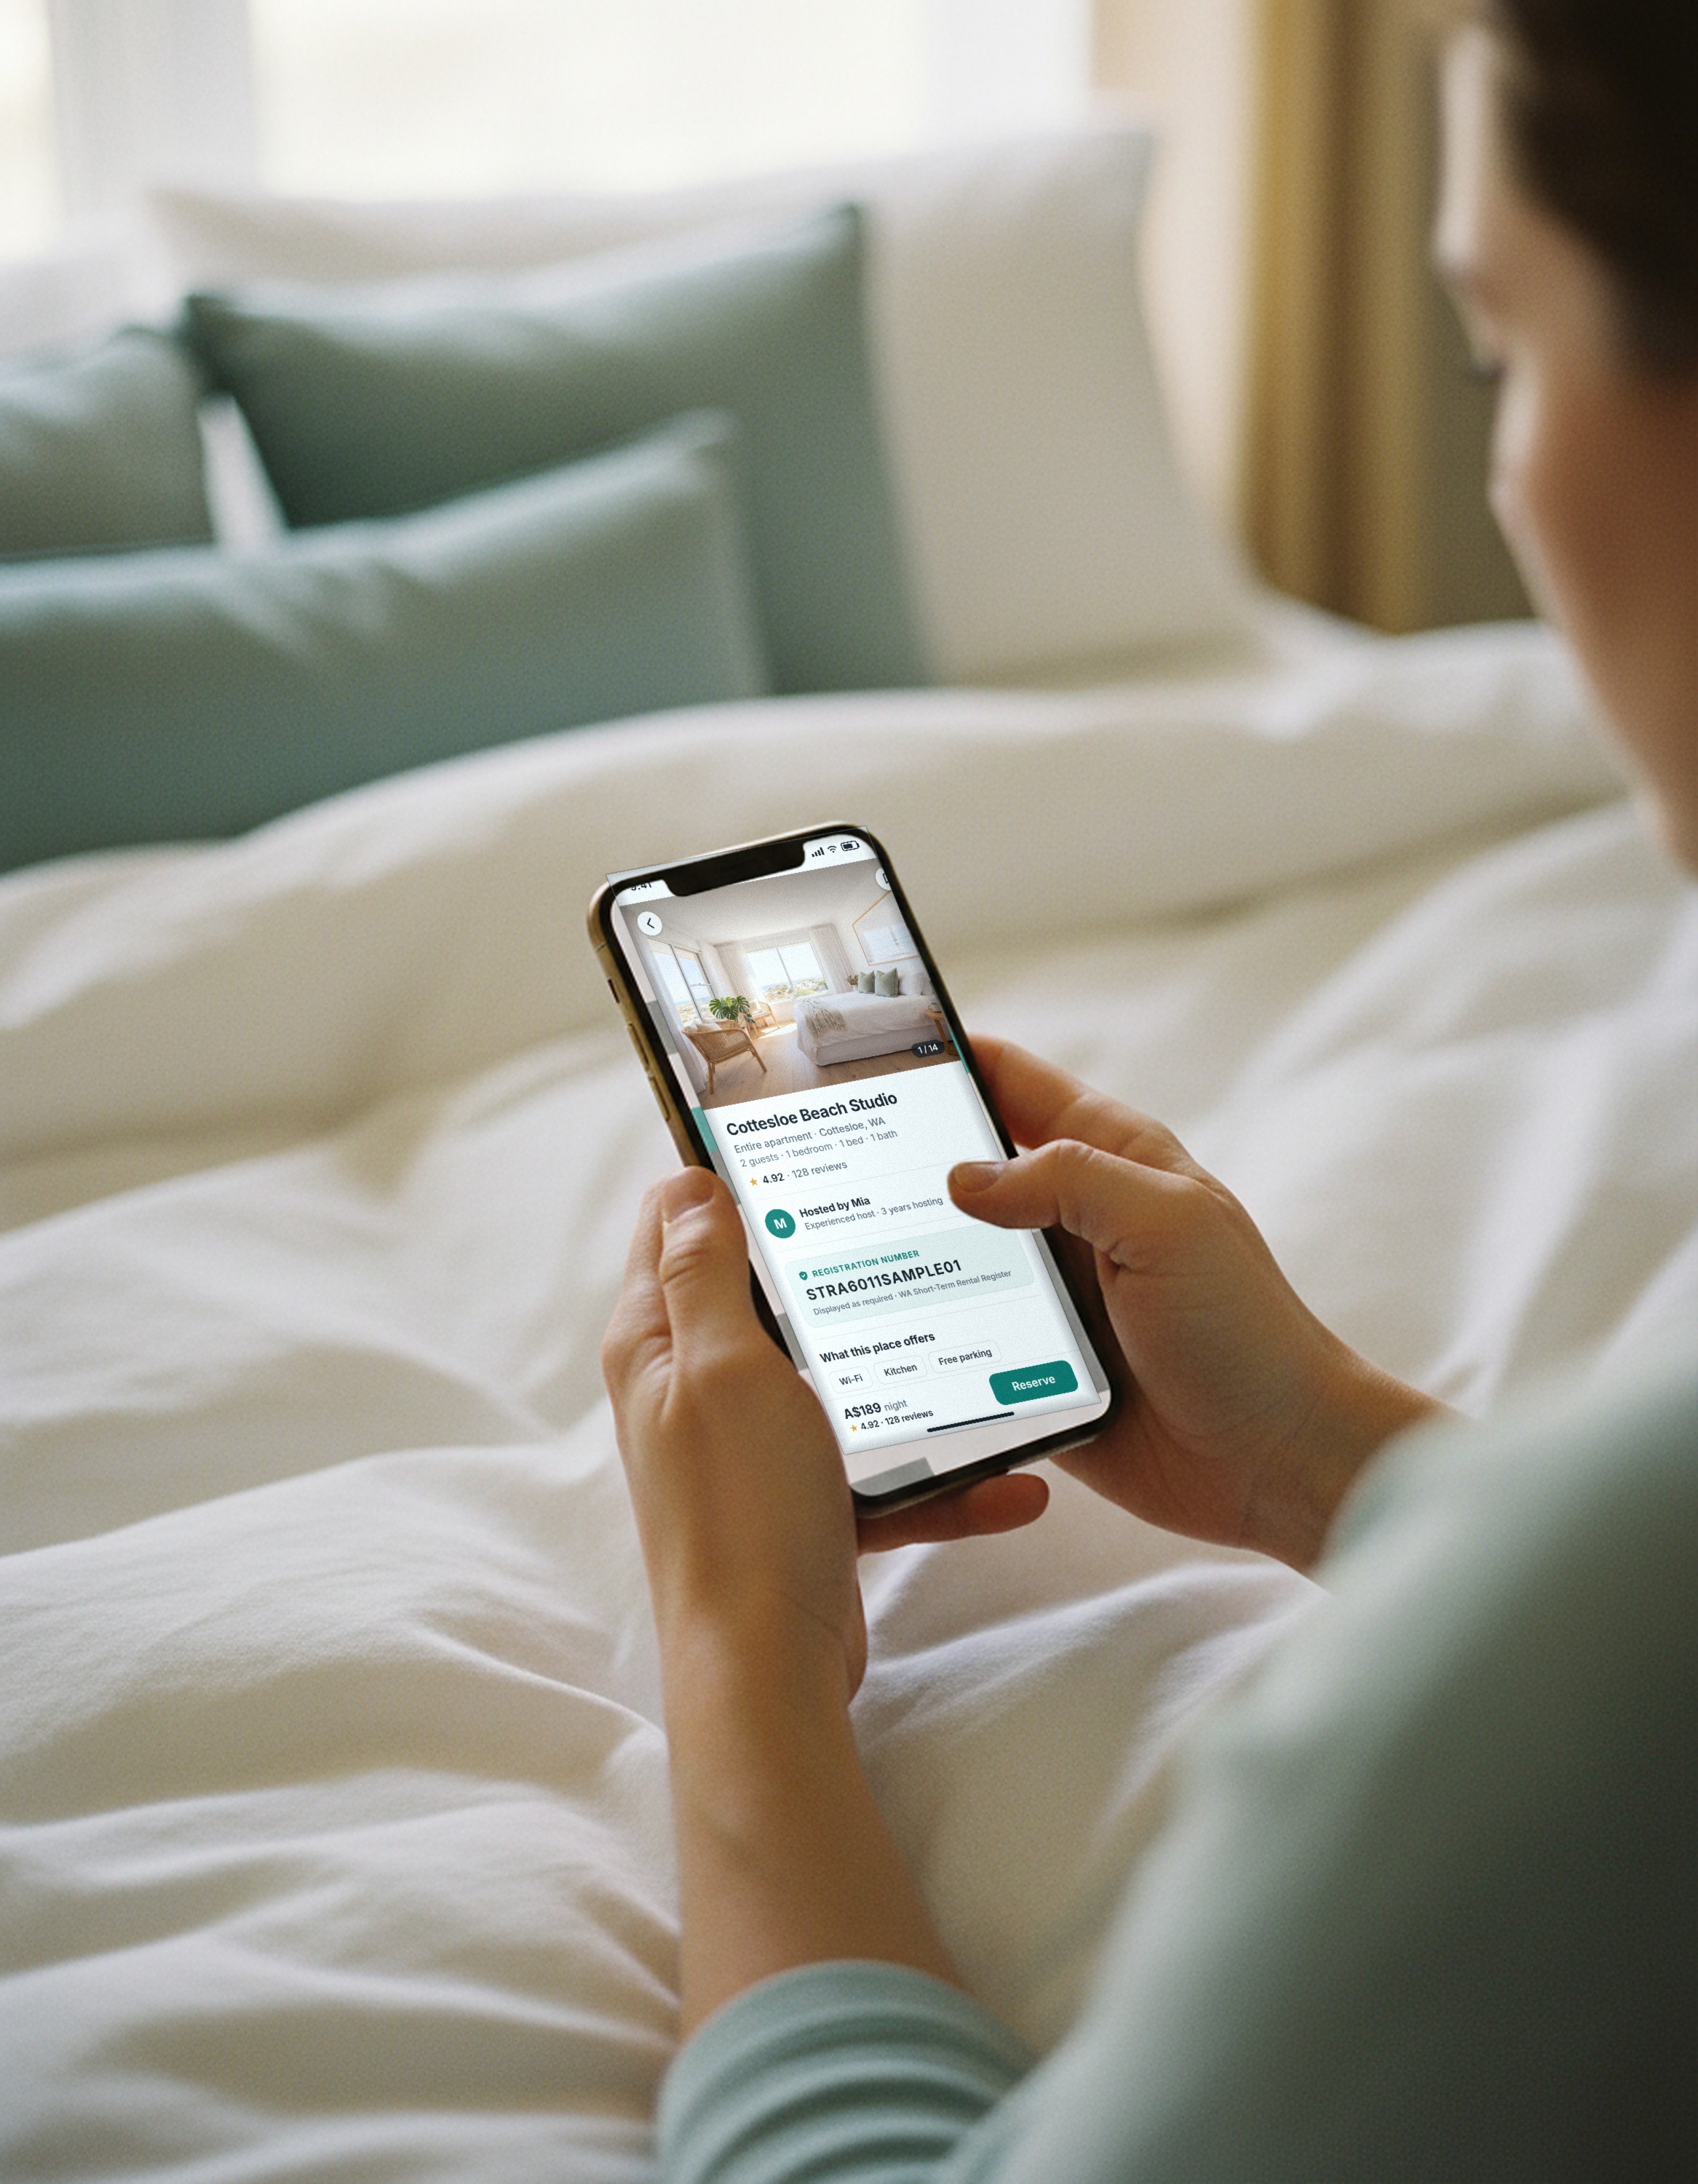 9:41
1 / 14
Cottesloe Beach Studio
Entire apartment · Cottesloe, WA
2 guests · 1 bedroom · 1 bed · 1 bath
★ 4.92 · 128 reviews
M
Hosted by Mia
Experienced host · 3 years hosting
REGISTRATION NUMBER
STRA6011SAMPLE01
Displayed as required · WA Short-Term Rental Register
What this place offers
Wi-Fi
Kitchen
Free parking
A$189 night
★ 4.92 · 128 reviews
Reserve